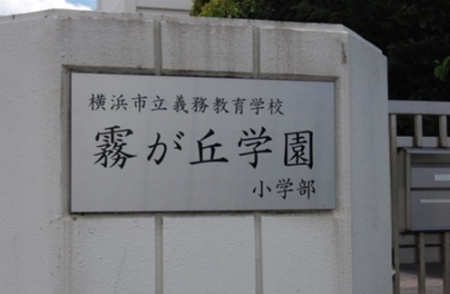 横浜市立義務教育学校
霧が丘学園
小学部